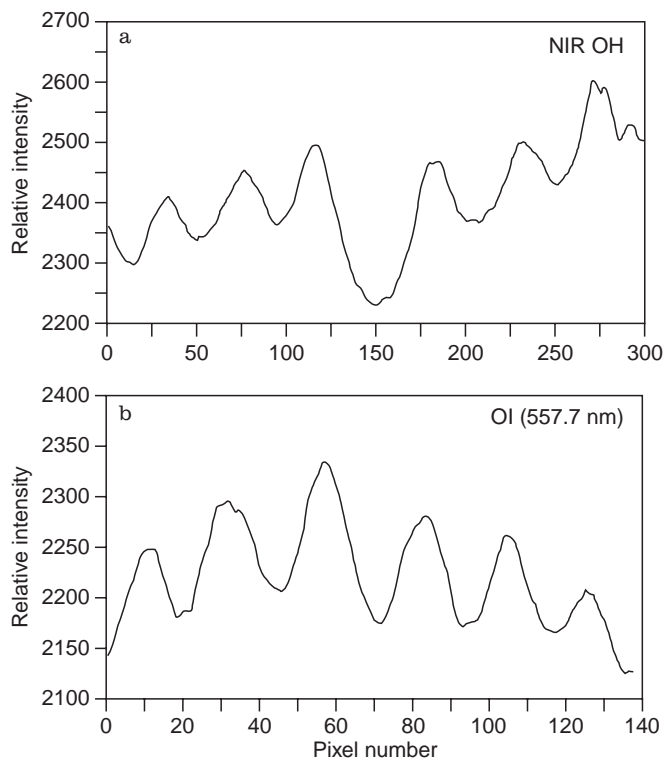 2700
a
NIR OH
2600
2500
2400
2300
2200
Relative intensity
0 50 100 150 200 250 300
2400
b
OI (557.7 nm)
2350
2300
2250
2200
2150
2100
Relative intensity
0 20 40 60 80 100 120 140
Pixel number